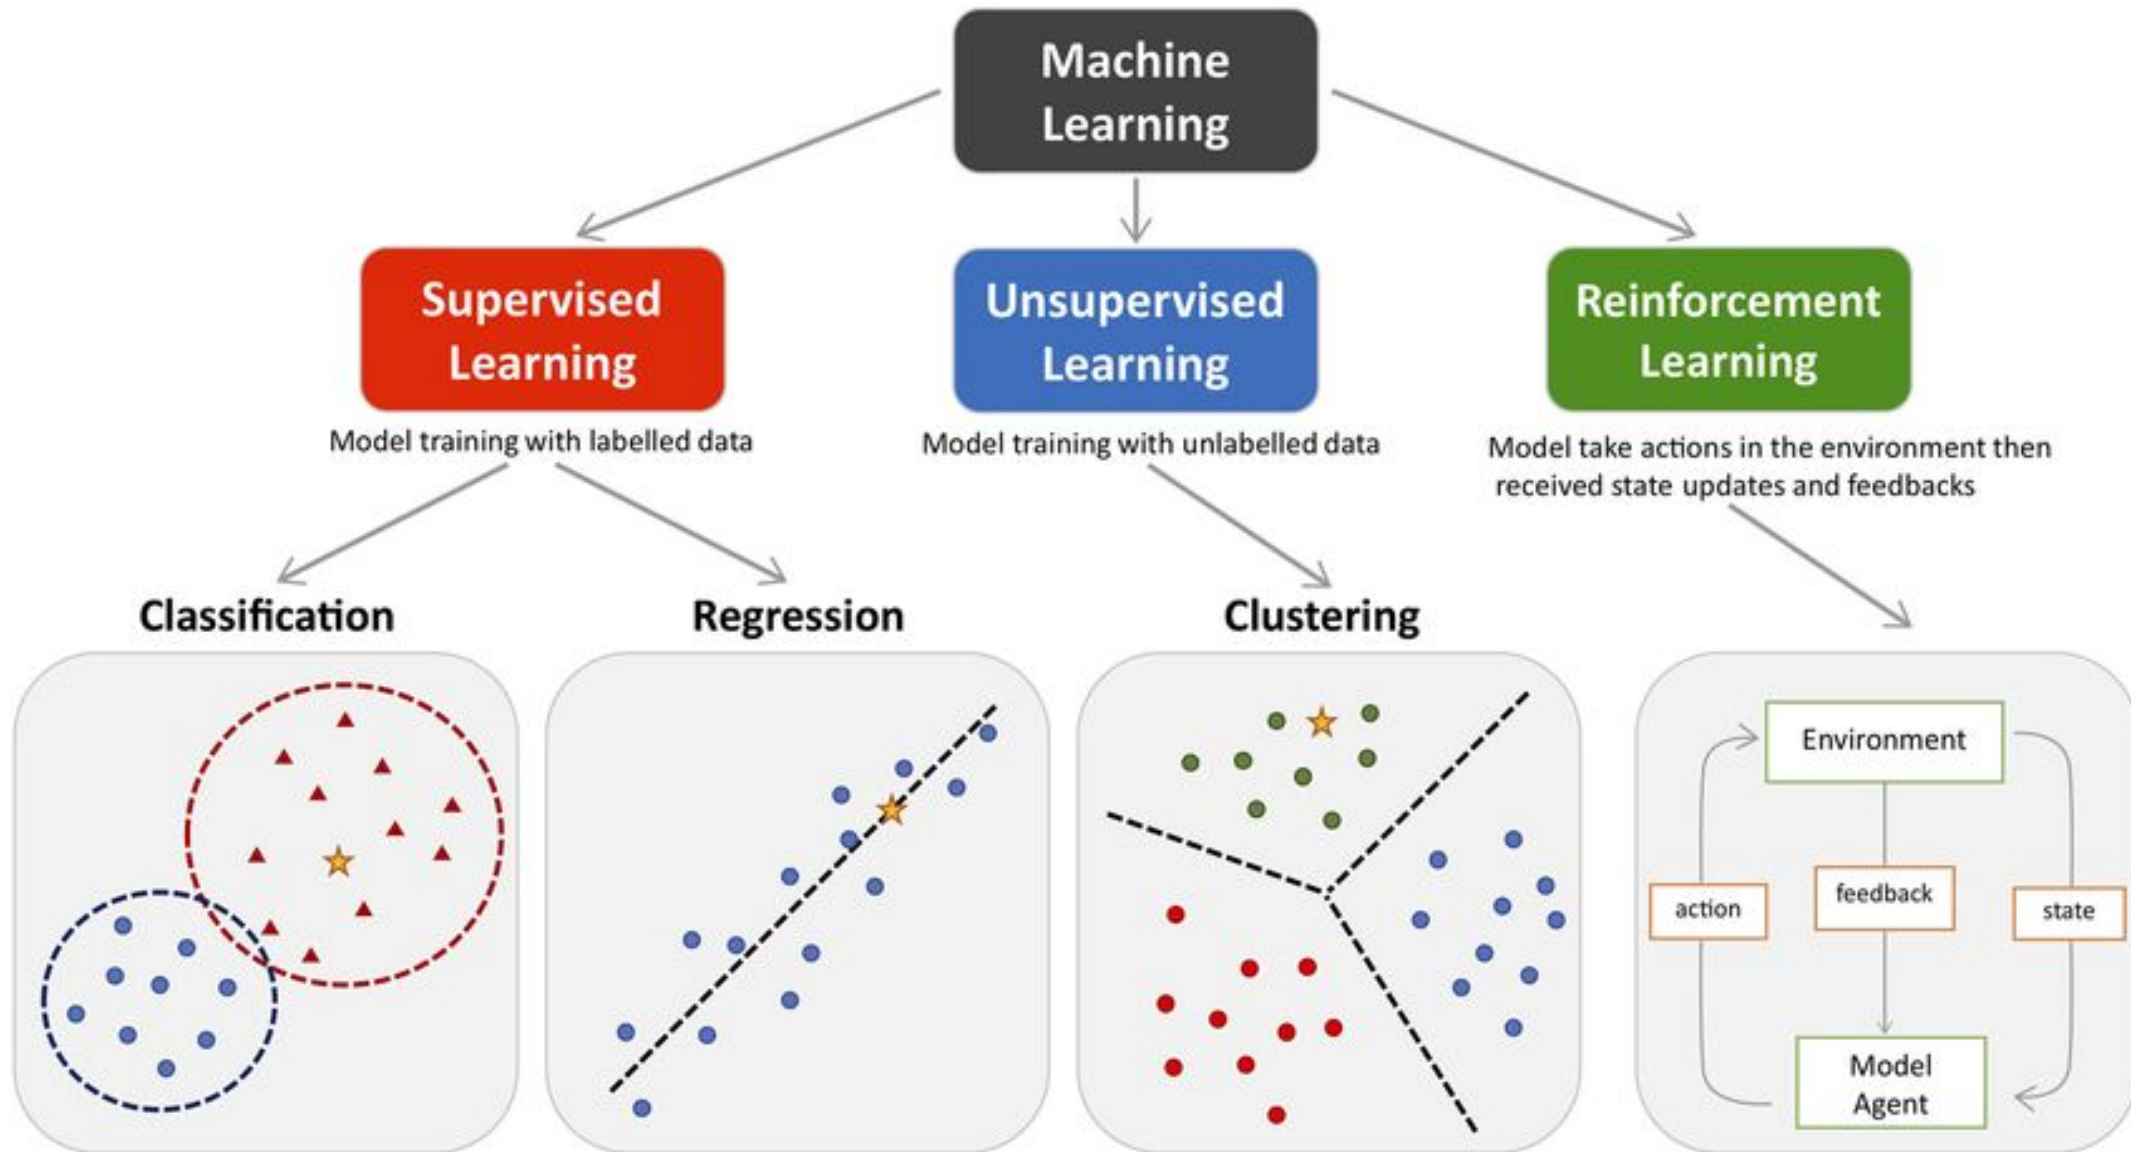 Machine
Learning
Supervised
Learning
Unsupervised
Learning
Reinforcement
Learning
Model training with labelled data
Model training with unlabelled data
Model take actions in the environment then
received state updates and feedbacks
Classification
Regression
Clustering
Environment
action
feedback
state
Model
Agent